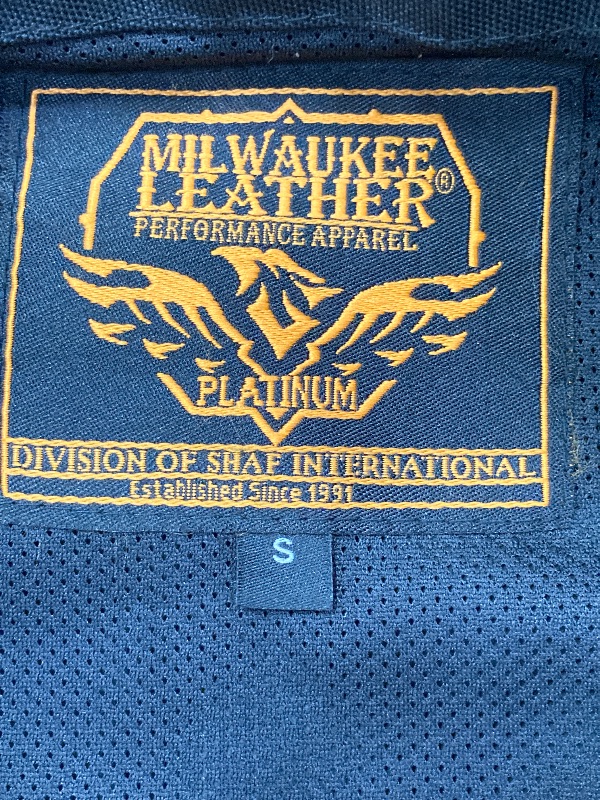 MILWAUKEE
LEATHER®
PERFORMANCE APPAREL
PLATINUM
DIVISION OF SHAF INTERNATIONAL
Established Since 1991
S